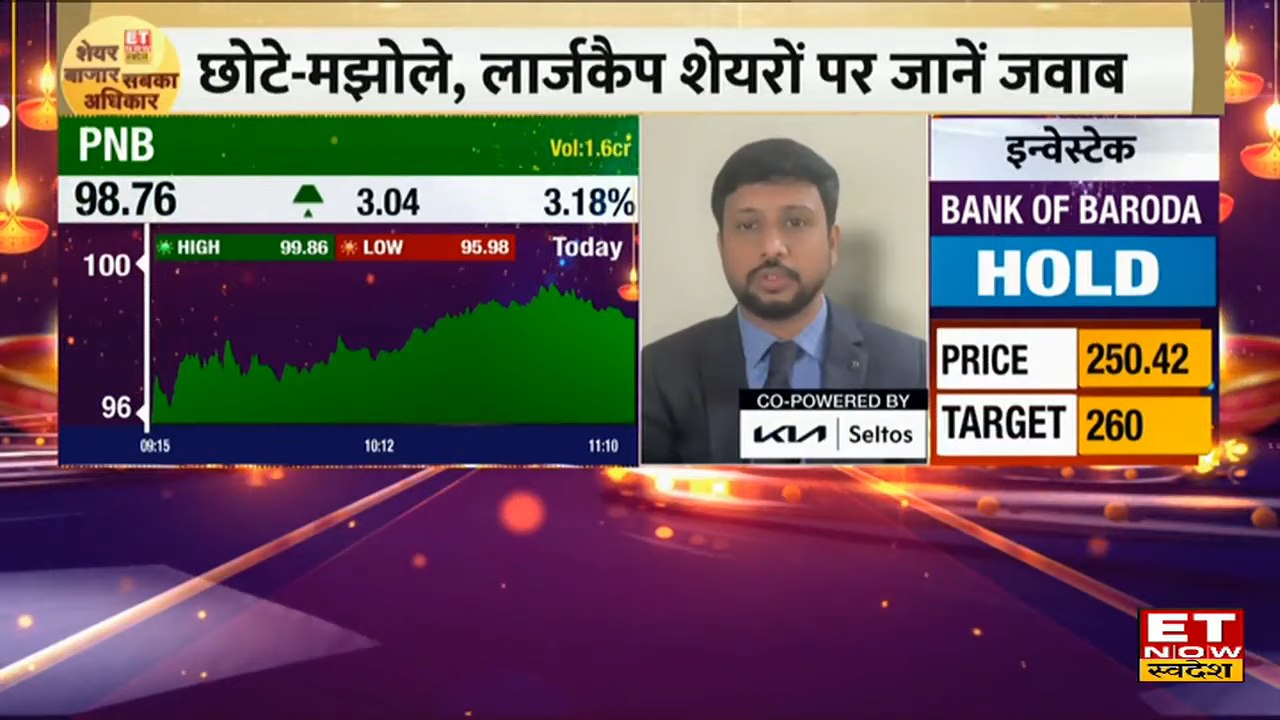 शेयर
बाजार सबका
अधिकार
ET
NOW
स्वदेश
छोटे-मझोले, लार्जकैप शेयरों पर जानें जवाब
PNB
Vol:1.6cr
98.76 3.04 3.18%
HIGH 99.86 LOW 95.98 Today
100
96
09:15 10:12 11:10
CO-POWERED BY
KIA Seltos
इन्वेस्टेक
BANK OF BARODA
HOLD
PRICE 250.42
TARGET 260
ET
NOW
स्वदेश